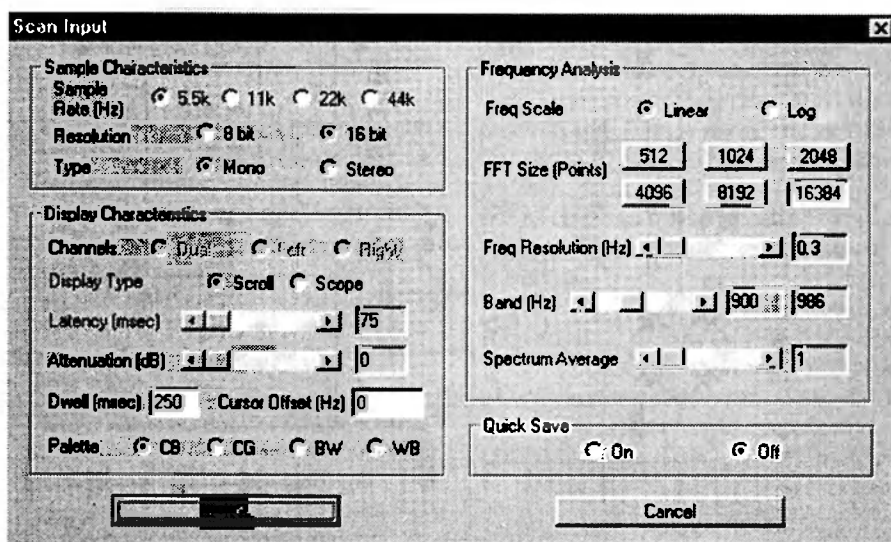 Scan Input
Sample Characteristics
Sample Rate (Hz) 5.5k 11k 22k 44k
Resolution 8 bit 16 bit
Type Mono Stereo
Display Characteristics
Channels Dual Left Right
Display Type Scroll Scope
Latency (msec) 75
Attenuation (dB) 0
Dwell (msec) 250 Cursor Offset (Hz) 0
Palette CB CG BW WB
Frequency Analysis
Freq Scale Linear Log
FFT Size (Points) 512 1024 2048
4096 8192 16384
Freq Resolution (Hz) 0.3
Band (Hz) 900 986
Spectrum Average 1
Quick Save
On Off
Cancel